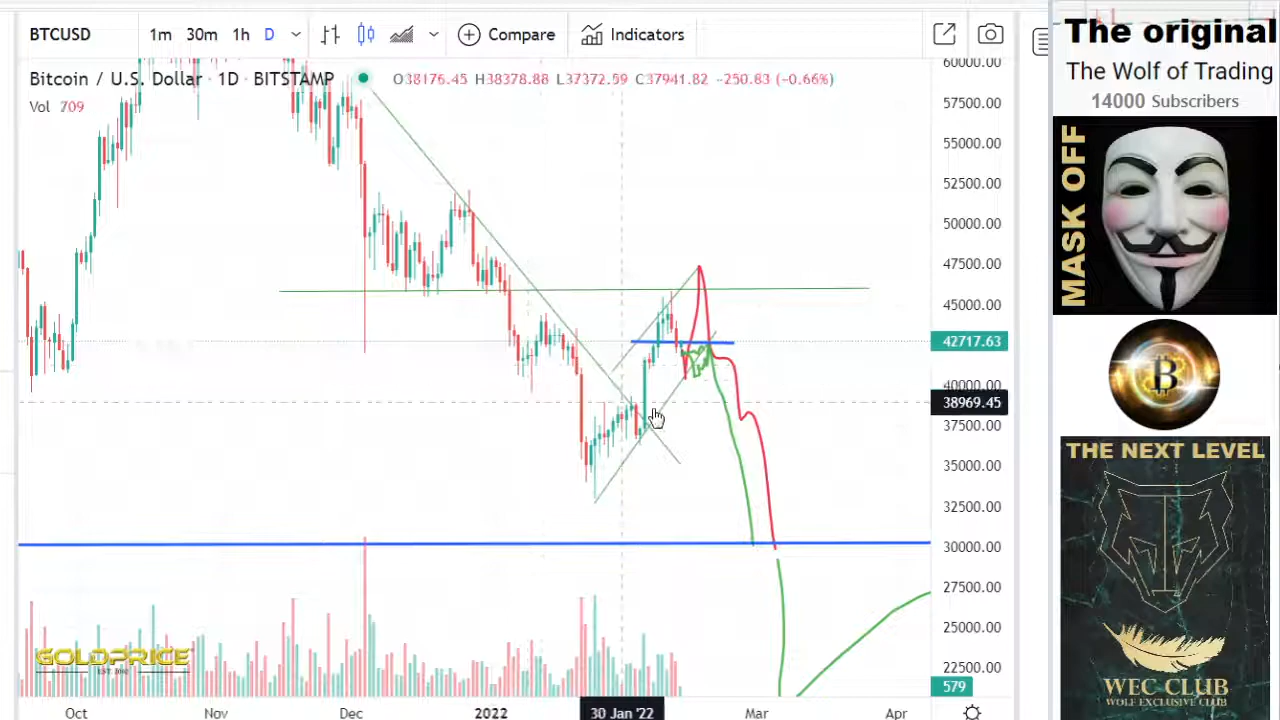 BTCUSD 1m 30m 1h D Compare Indicators
Bitcoin / U.S. Dollar · 1D · BITSTAMP O38176.45 H38378.88 L37372.59 C37941.82 -250.83 (-0.66%)
Vol 709
60000.00
57500.00
55000.00
52500.00
50000.00
47500.00
45000.00
42717.63
40000.00
38969.45
37500.00
35000.00
32500.00
30000.00
27500.00
25000.00
22500.00
579
Oct Nov Dec 2022 30 Jan '22 Mar Apr
GOLDPRICE
The original
The Wolf of Trading
14000 Subscribers
MASK OFF
THE NEXT LEVEL
WEC CLUB
WOLF EXCLUSIVE CLUB